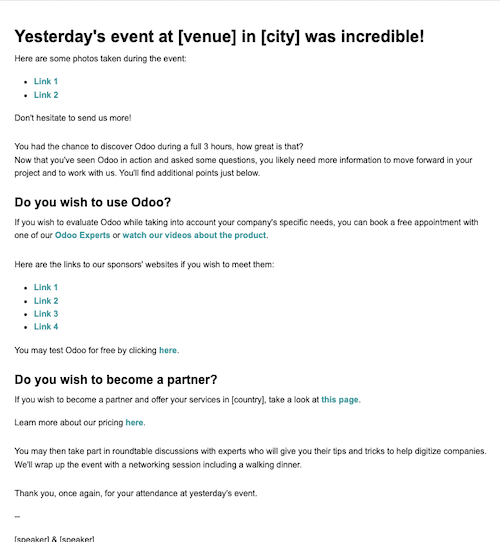 Yesterday's event at [venue] in [city] was incredible!
Here are some photos taken during the event:
Link 1
Link 2
Don't hesitate to send us more!
You had the chance to discover Odoo during a full 3 hours, how great is that?
Now that you've seen Odoo in action and asked some questions, you likely need more information to move forward in your
project and to work with us. You'll find additional points just below.
Do you wish to use Odoo?
If you wish to evaluate Odoo while taking into account your company's specific needs, you can book a free appointment with
one of our Odoo Experts or watch our videos about the product.
Here are the links to our sponsors' websites if you wish to meet them:
Link 1
Link 2
Link 3
Link 4
You may test Odoo for free by clicking here.
Do you wish to become a partner?
If you wish to become a partner and offer your services in [country], take a look at this page.
Learn more about our pricing here.
You may then take part in roundtable discussions with experts who will give you their tips and tricks to help digitize companies.
We'll wrap up the event with a networking session including a walking dinner.
Thank you, once again, for your attendance at yesterday's event.
--
[speaker] & [speaker]